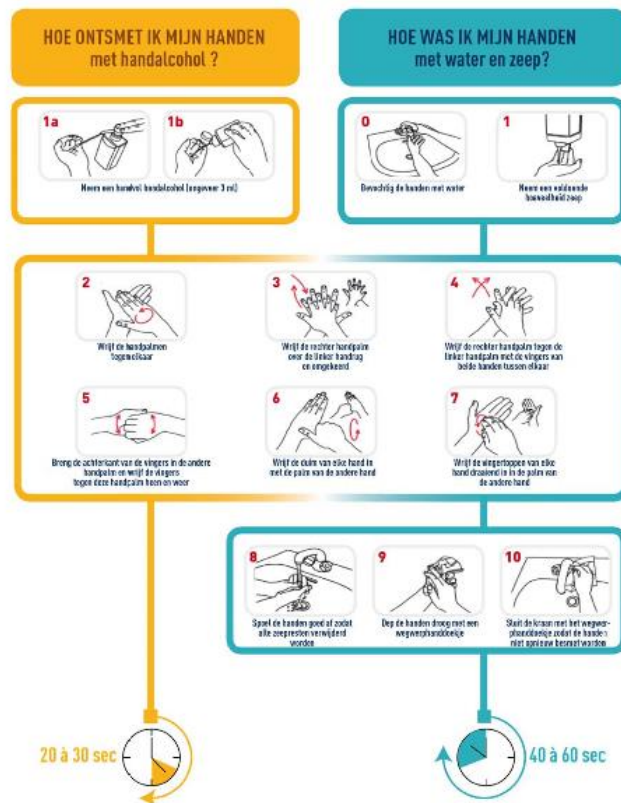 HOE ONTSMET IK MIJN HANDEN
met handalcohol ?
HOE WAS IK MIJN HANDEN
met water en zeep?
1a
1b
Neem een handvol handalcohol (ongeveer 3 ml)
0
1
Bevochtig de handen met water
Neem een voldoende
hoeveelheid zeep
2
3
4
Wrijf de handpalmen
tegen elkaar
Wrijf de rechter handpalm
over de linker handrug
en omgekeerd
Wrijf de rechter handpalm tegen de
linker handpalm met de vingers van
beide handen tussen elkaar
5
6
7
Breng de achterkant van de vingers in de andere
handpalm en wrijf de vingers
tegen deze handpalm heen en weer
Wrijf de duim van elke hand in
met de palm van de andere hand
Wrijf de vingertoppen van elke
hand draaiend in in de palm van
de andere hand
8
9
10
Spoel de handen goed af zodat
alle zeepresten verwijderd
worden
Dep de handen droog met een
wegwerphanddoekje
Sluit de kraan met het wegwer-
phanddoekje zodat de handen
niet opnieuw besmet worden
20 à 30 sec
40 à 60 sec